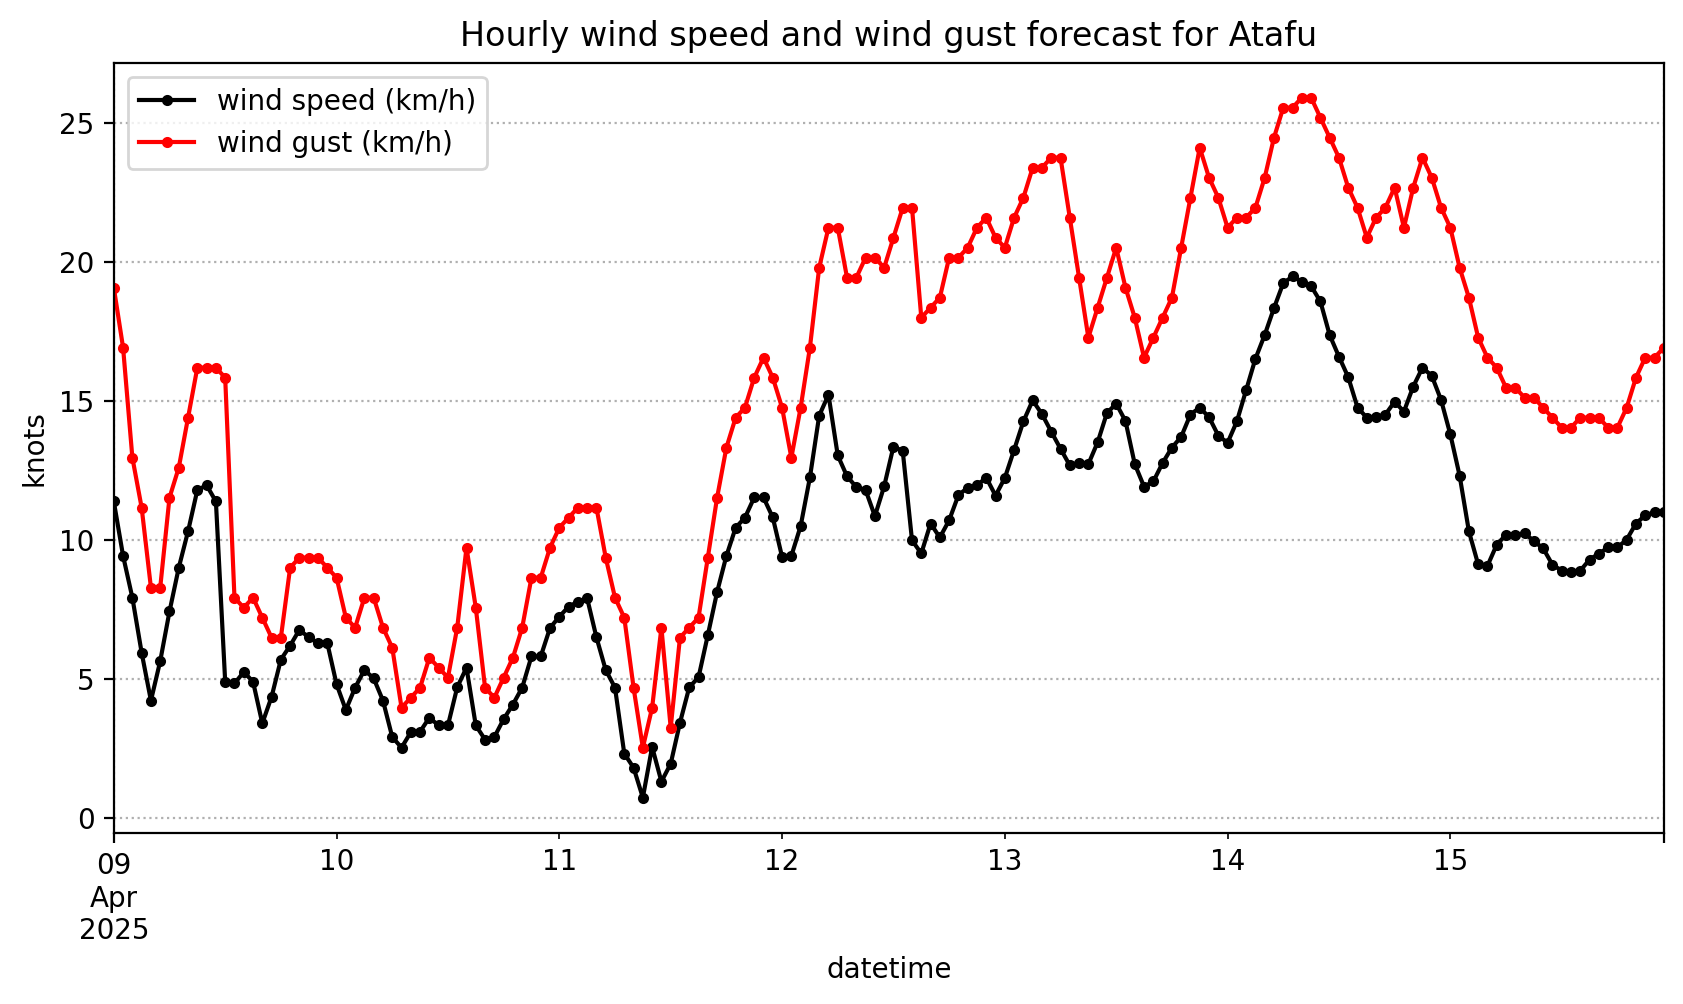 Hourly wind speed and wind gust forecast for Atafu
wind speed (km/h)
wind gust (km/h)
25
20
15
10
5
0
knots
09
Apr
2025
10
11
12
13
14
15
datetime